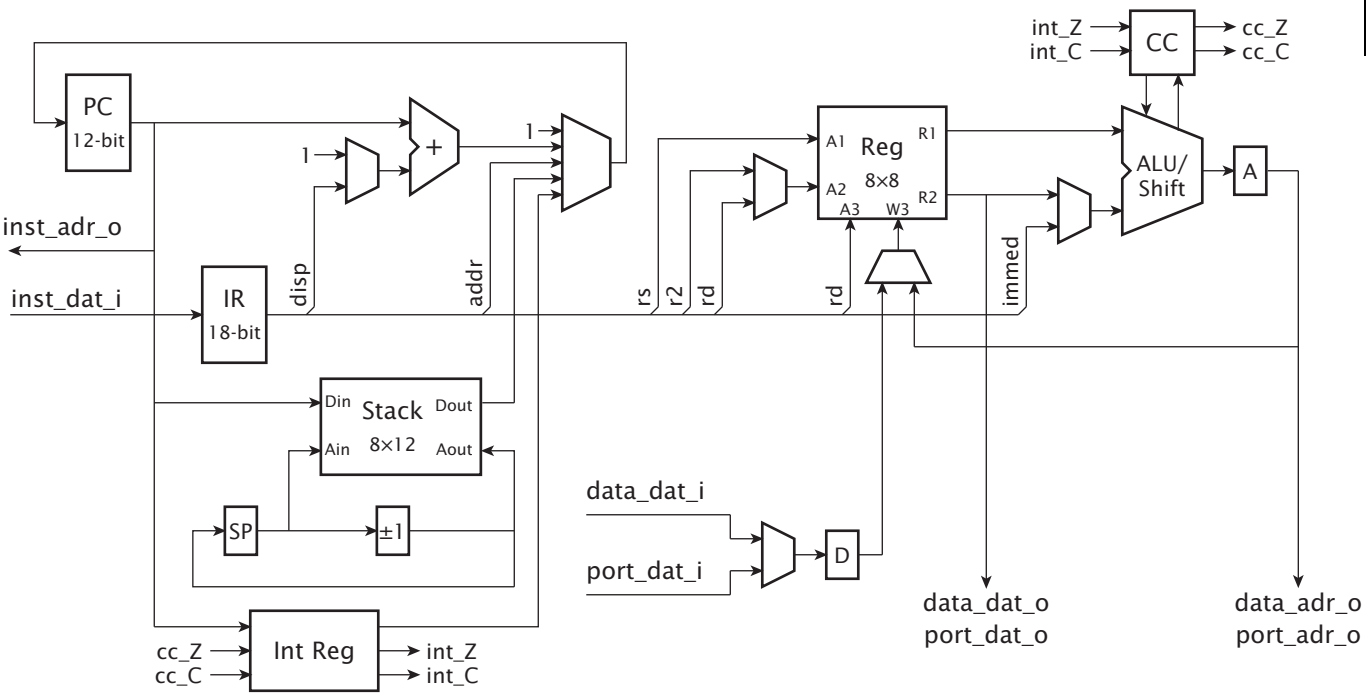 int_Z
cc_Z
int_C
CC
cc_C
PC
12-bit
1
+
1
A1
Reg
8×8
R1
A2
R2
A3
W3
ALU/
Shift
A
inst_adr_o
inst_dat_i
IR
18-bit
disp
addr
rs
r2
rd
rd
immed
Din
Stack
8×12
Dout
Ain
Aout
SP
±1
data_dat_i
port_dat_i
D
data_dat_o
port_dat_o
data_adr_o
port_adr_o
cc_Z
cc_C
Int Reg
int_Z
int_C